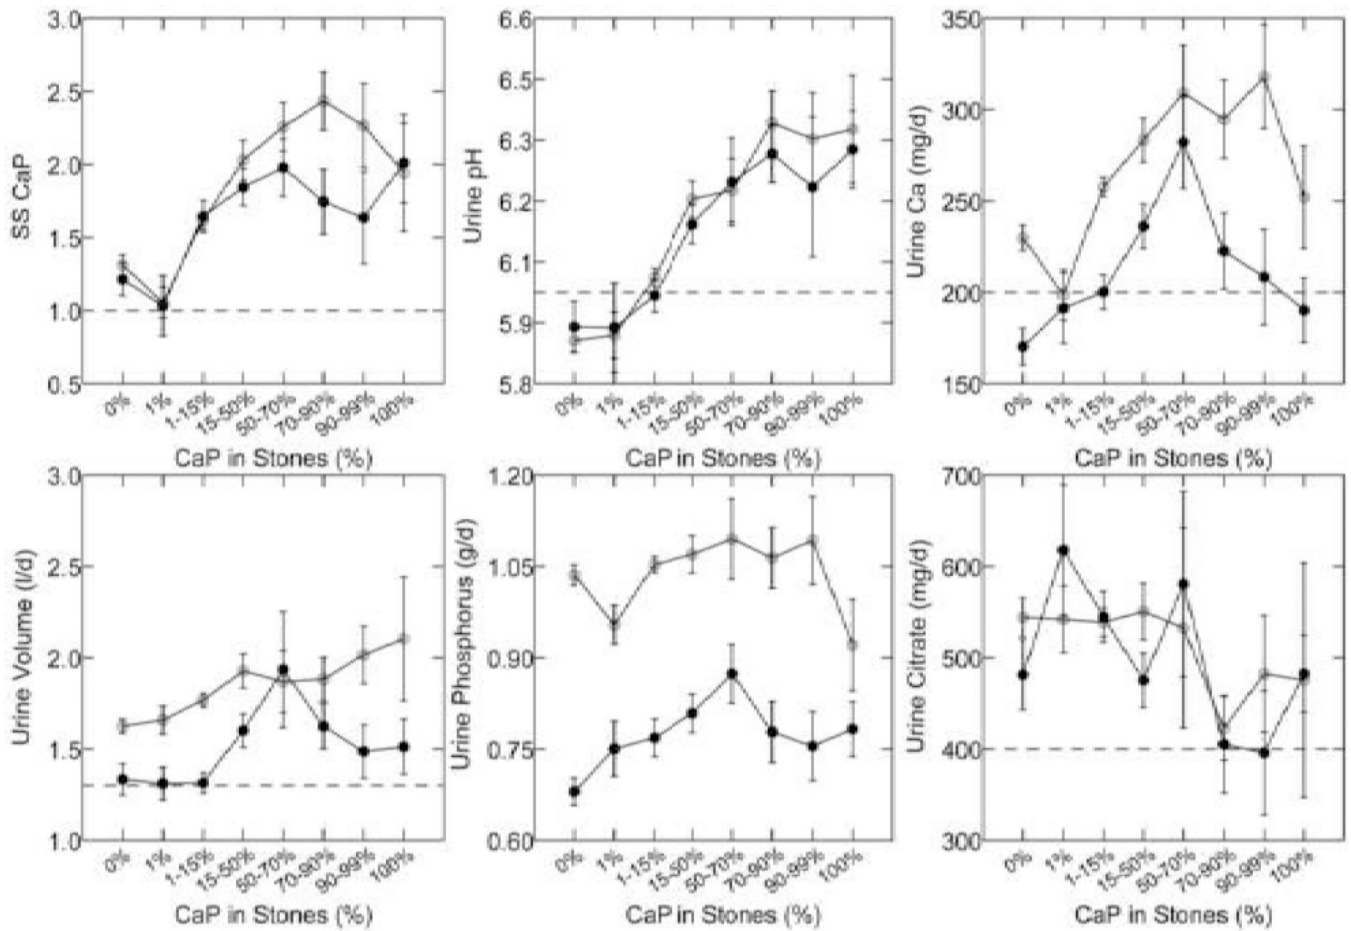 SS CaP
3.0
2.5
2.0
1.5
1.0
0.5
0% 1% 1-15% 15-50% 50-70% 70-90% 90-99% 100%
CaP in Stones (%)
Urine pH
6.6
6.5
6.3
6.2
6.1
5.9
5.8
0% 1% 1-15% 15-50% 50-70% 70-90% 90-99% 100%
CaP in Stones (%)
Urine Ca (mg/d)
350
300
250
200
150
0% 1% 1-15% 15-50% 50-70% 70-90% 90-99% 100%
CaP in Stones (%)
Urine Volume (l/d)
3.0
2.5
2.0
1.5
1.0
0% 1% 1-15% 15-50% 50-70% 70-90% 90-99% 100%
CaP in Stones (%)
Urine Phosphorus (g/d)
1.20
1.05
0.90
0.75
0.60
0% 1% 1-15% 15-50% 50-70% 70-90% 90-99% 100%
CaP in Stones (%)
Urine Citrate (mg/d)
700
600
500
400
300
0% 1% 1-15% 15-50% 50-70% 70-90% 90-99% 100%
CaP in Stones (%)